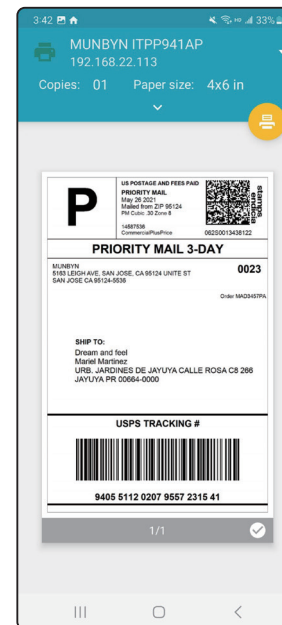 3:42 33%
MUNBYN ITPP941AP
192.168.22.113
Copies: 01 Paper size: 4x6 in
P
US POSTAGE AND FEES PAID
PRIORITY MAIL
May 26 2021
Mailed from ZIP 95124
PM Cubic .30 Zone 8
14887536
CommercialPlusPrice
062S0013438122
stamps
endicia
PRIORITY MAIL 3-DAY
MUNBYN
5163 LEIGH AVE, SAN JOSE, CA 95124 UNITE ST
SAN JOSE CA 95124-5536
0023
Order MAD3457PA
SHIP TO:
Dream and feel
Mariel Martinez
URB. JARDINES DE JAYUYA CALLE ROSA C8 266
JAYUYA PR 00664-0000
USPS TRACKING #
9405 5112 0207 9557 2315 41
1/1